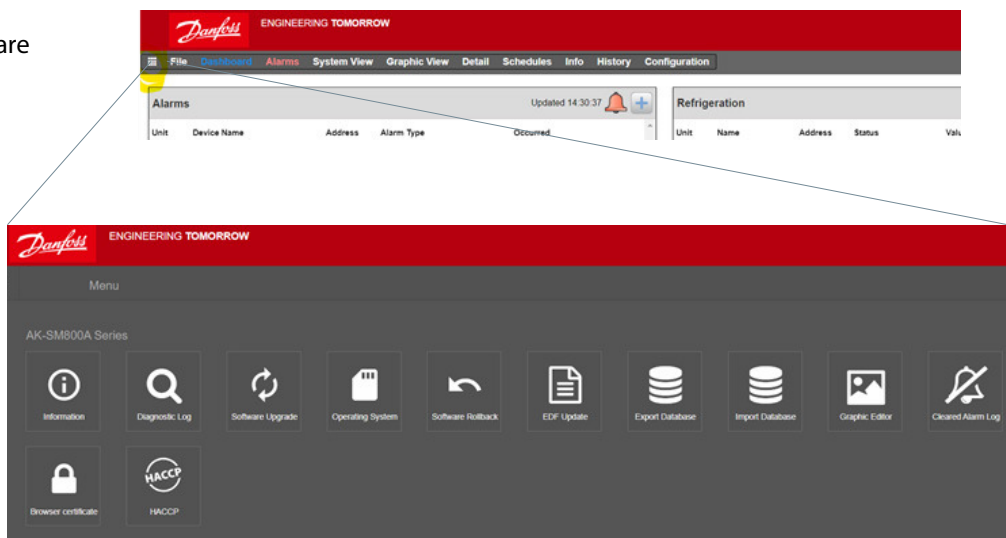 are
Danfoss
ENGINEERING TOMORROW
File Dashboard Alarms System View Graphic View Detail Schedules Info History Configuration
Alarms Updated 14:30:37
Refrigeration
Unit Device Name Address Alarm Type Occurred
Unit Name Address Status Valu
Danfoss
ENGINEERING TOMORROW
Menu
AK-SM800A Series
Information Diagnostic Log Software Upgrade Operating System Software Rollback EDF Update Export Database Import Database Graphic Editor Cleared Alarm Log
HACCP
Browser certificate HACCP